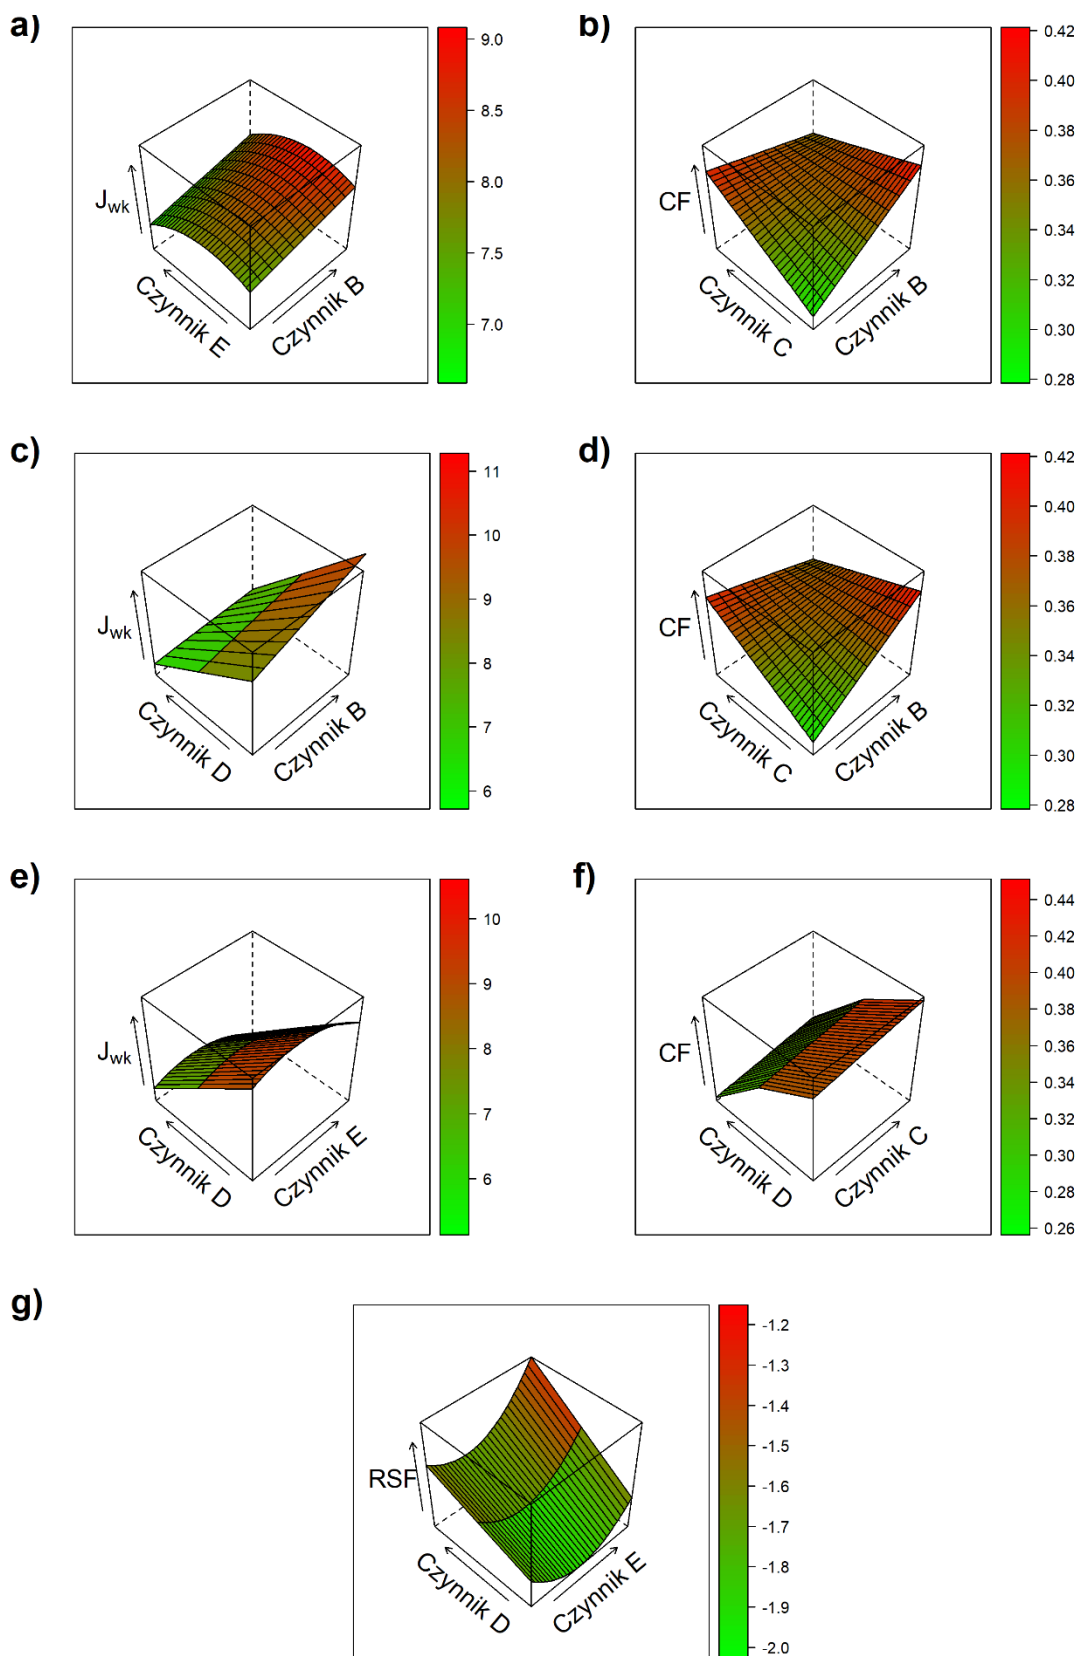 a)
9.0
8.5
8.0
7.5
7.0
Jwk
Czynnik E
Czynnik B
b)
0.42
0.40
0.38
0.36
0.34
0.32
0.30
0.28
CF
Czynnik C
Czynnik B
c)
11
10
9
8
7
6
Jwk
Czynnik D
Czynnik B
d)
0.42
0.40
0.38
0.36
0.34
0.32
0.30
0.28
CF
Czynnik C
Czynnik B
e)
10
9
8
7
6
Jwk
Czynnik D
Czynnik E
f)
0.44
0.42
0.40
0.38
0.36
0.34
0.32
0.30
0.28
0.26
CF
Czynnik D
Czynnik C
g)
-1.2
-1.3
-1.4
-1.5
-1.6
-1.7
-1.8
-1.9
-2.0
RSF
Czynnik D
Czynnik E